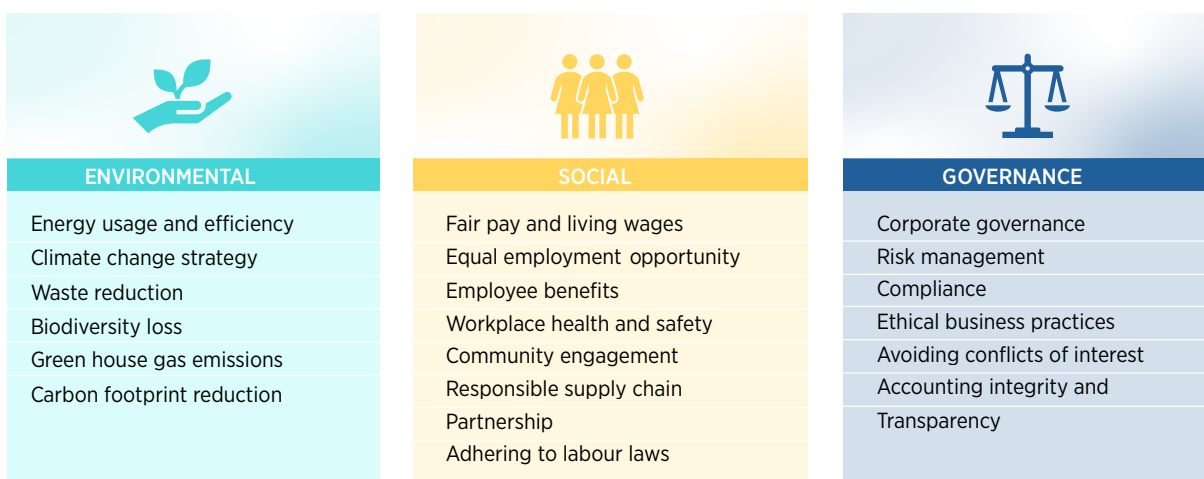 ENVIRONMENTAL
Energy usage and efficiency
Climate change strategy
Waste reduction
Biodiversity loss
Green house gas emissions
Carbon footprint reduction
SOCIAL
Fair pay and living wages
Equal employment opportunity
Employee benefits
Workplace health and safety
Community engagement
Responsible supply chain
Partnership
Adhering to labour laws
GOVERNANCE
Corporate governance
Risk management
Compliance
Ethical business practices
Avoiding conflicts of interest
Accounting integrity and
Transparency